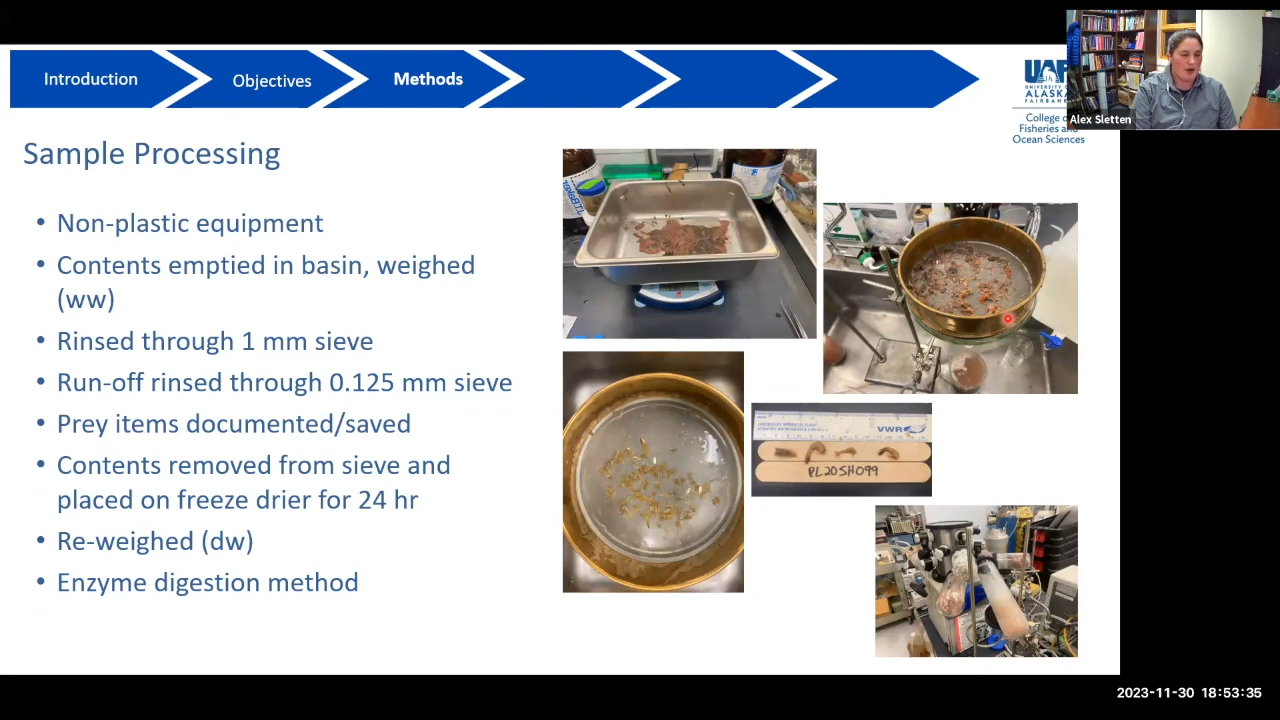 Introduction
Objectives
Methods
UAF
UNIVERSITY OF
ALASKA
FAIRBANKS
College of
Fisheries and
Ocean Sciences
Alex Sletten
Sample Processing
• Non-plastic equipment
• Contents emptied in basin, weighed
(ww)
• Rinsed through 1 mm sieve
• Run-off rinsed through 0.125 mm sieve
• Prey items documented/saved
• Contents removed from sieve and
placed on freeze drier for 24 hr
• Re-weighed (dw)
• Enzyme digestion method
VWR
PL20SH099
2023-11-30 18:53:35